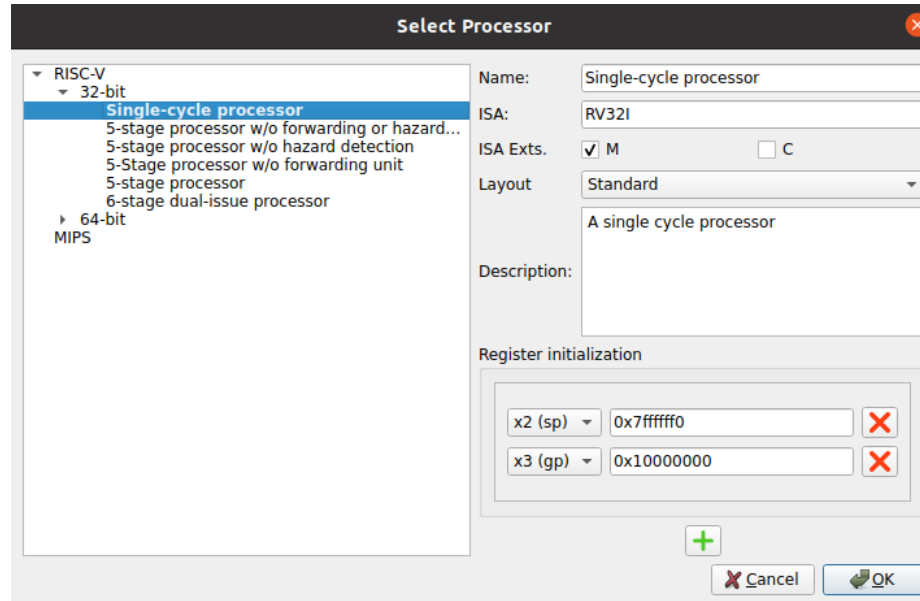 Select Processor
RISC-V
32-bit
Single-cycle processor
5-stage processor w/o forwarding or hazard...
5-stage processor w/o hazard detection
5-Stage processor w/o forwarding unit
5-stage processor
6-stage dual-issue processor
64-bit
MIPS
Name: Single-cycle processor
ISA: RV32I
ISA Exts. M C
Layout Standard
Description: A single cycle processor
Register initialization
x2 (sp) 0x7ffffff0
x3 (gp) 0x10000000
Cancel OK